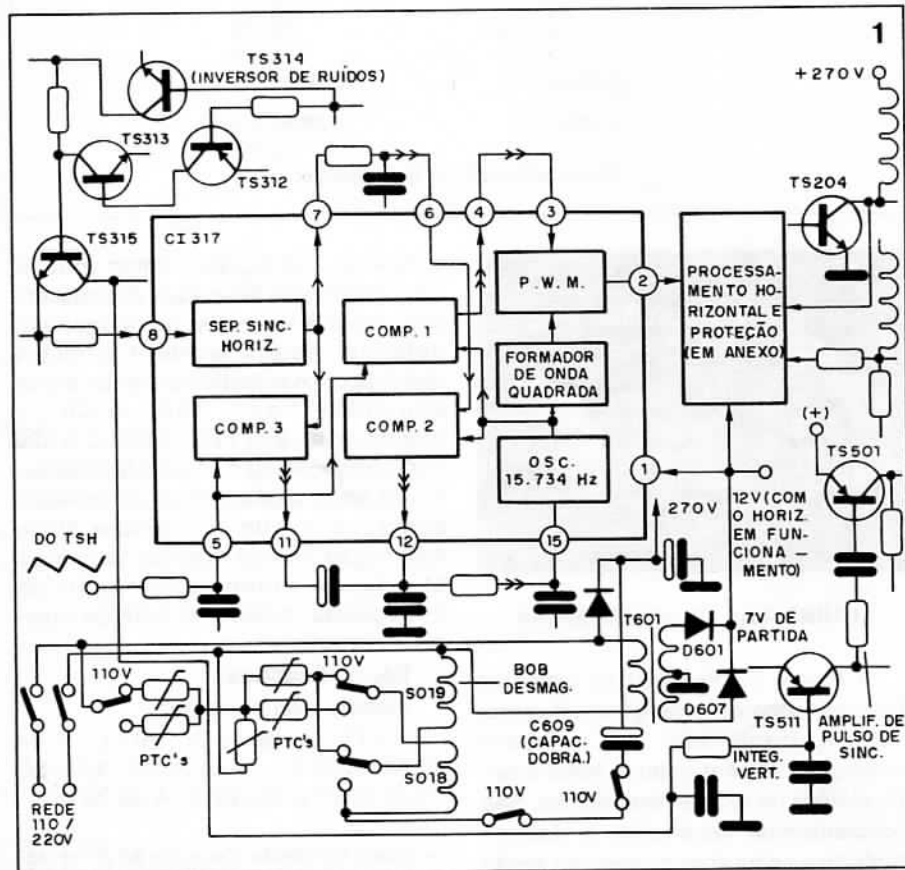 1
TS314
(INVERSOR DE RUÍDOS)
+270V
TS313
TS312
TS204
TS315
CI 317
7
6
4
3
P.W.M.
2
PROCESSA-
MENTO HO-
RIZONTAL E
PROTEÇÃO
(EM ANEXO)
8
SEP. SINC.
HORIZ.
COMP. 1
FORMADOR
DE ONDA
QUADRADA
COMP. 3
COMP. 2
OSC.
15.734 Hz
1
(+)
TS501
12V (COM
O HORIZ.
EM FUNCIO-
NAMENTO)
270V
DO TSH
5
11
12
15
T601
7V DE
PARTIDA
D601
D607
TS511
AMPLIF. DE
PULSO DE
SINC.
110V
110V
SO19
BOB
DESMAG.
PTC's
PTC's
SO18
C609
(CAPAC.
DOBRA.)
INTEG.
VERT.
110V
110V
REDE
110/
220V